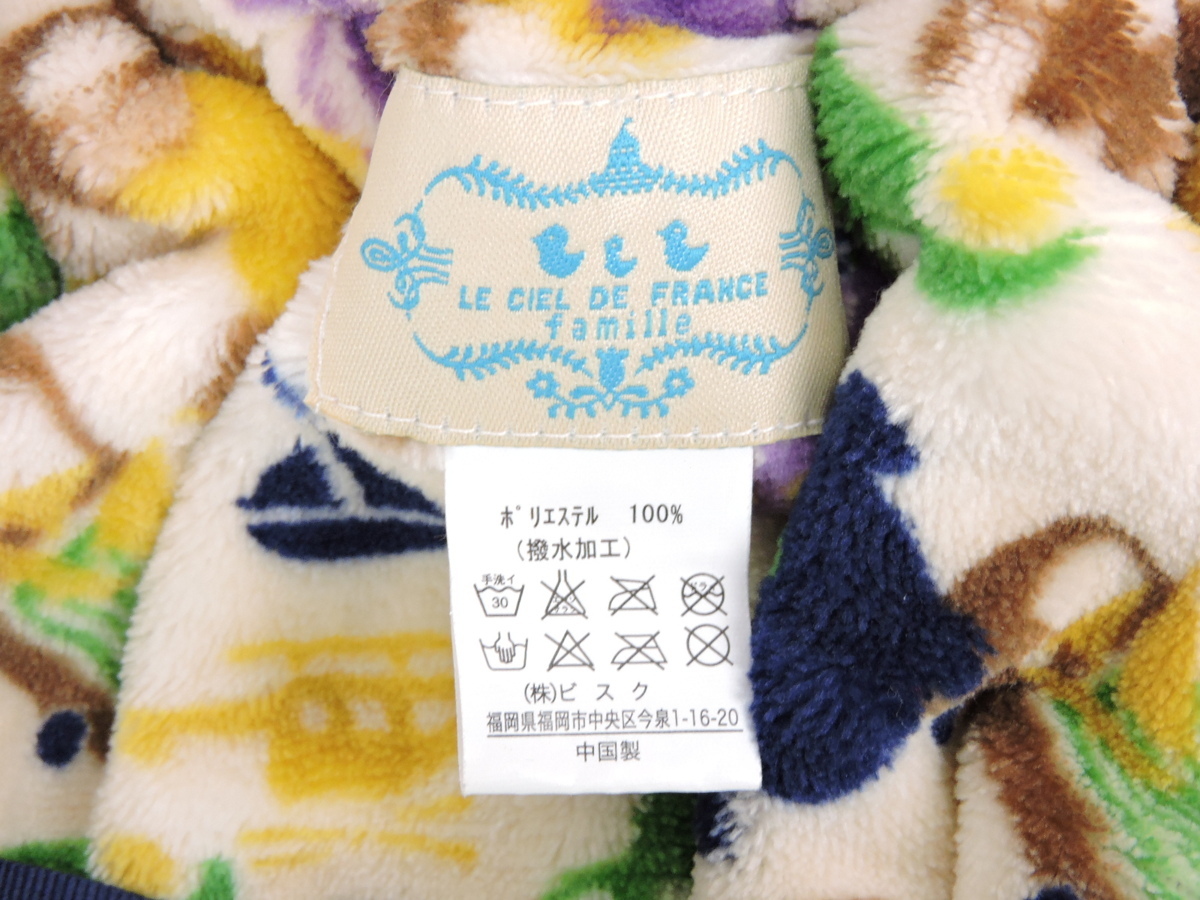 LE CIEL DE FRANCE
famille
ポリエステル 100%
（撥水加工）
手洗イ
30
(株)ビスク
福岡県福岡市中央区今泉1-16-20
中国製